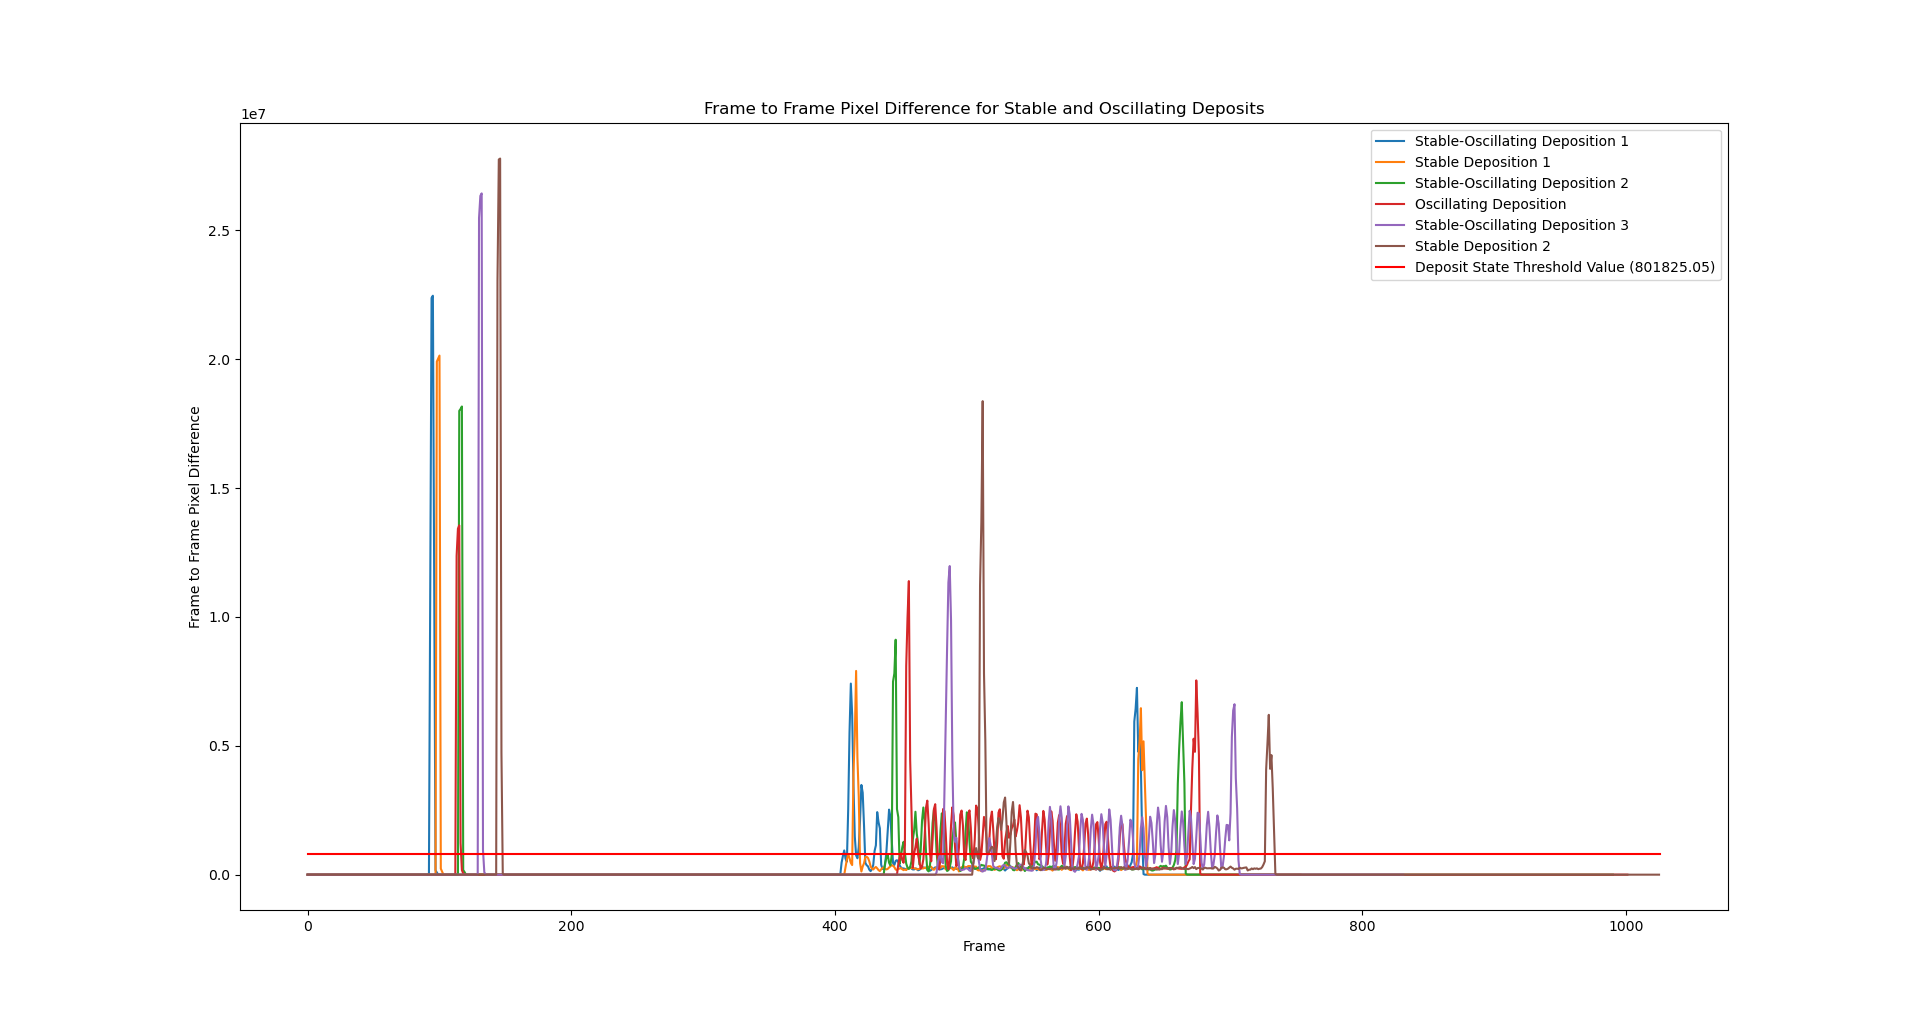 Frame to Frame Pixel Difference for Stable and Oscillating Deposits
1e7
Stable-Oscillating Deposition 1
Stable Deposition 1
Stable-Oscillating Deposition 2
Oscillating Deposition
Stable-Oscillating Deposition 3
Stable Deposition 2
Deposit State Threshold Value (801825.05)
Frame to Frame Pixel Difference
2.5
2.0
1.5
1.0
0.5
0.0
0
200
400
600
800
1000
Frame